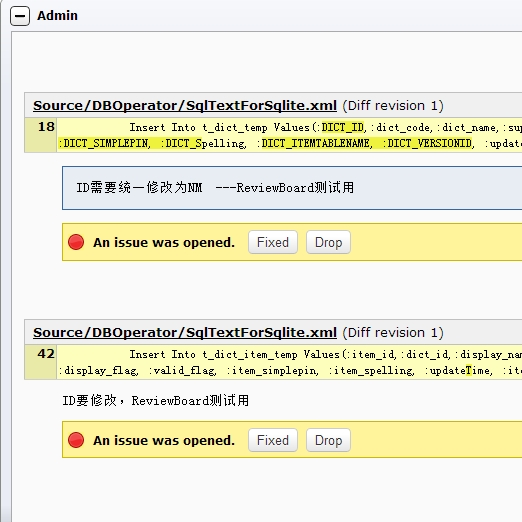 Admin
Source/DBOperator/SqlTextForSqlite.xml (Diff revision 1)
18 Insert Into t_dict_temp Values(:DICT_ID, :dict_code, :dict_name, :sup
:DICT_SIMPLEPIN, :DICT_Spelling, :DICT_ITEMTABLENAME, :DICT_VERSIONID, :update
ID需要统一修改为NM ---ReviewBoard测试用
An issue was opened. Fixed Drop
Source/DBOperator/SqlTextForSqlite.xml (Diff revision 1)
42 Insert Into t_dict_item_temp Values(:item_id, :dict_id, :display_na
:display_flag, :valid_flag, :item_simplepin, :item_spelling, :updateTime, :ite
ID要修改，ReviewBoard测试用
An issue was opened. Fixed Drop